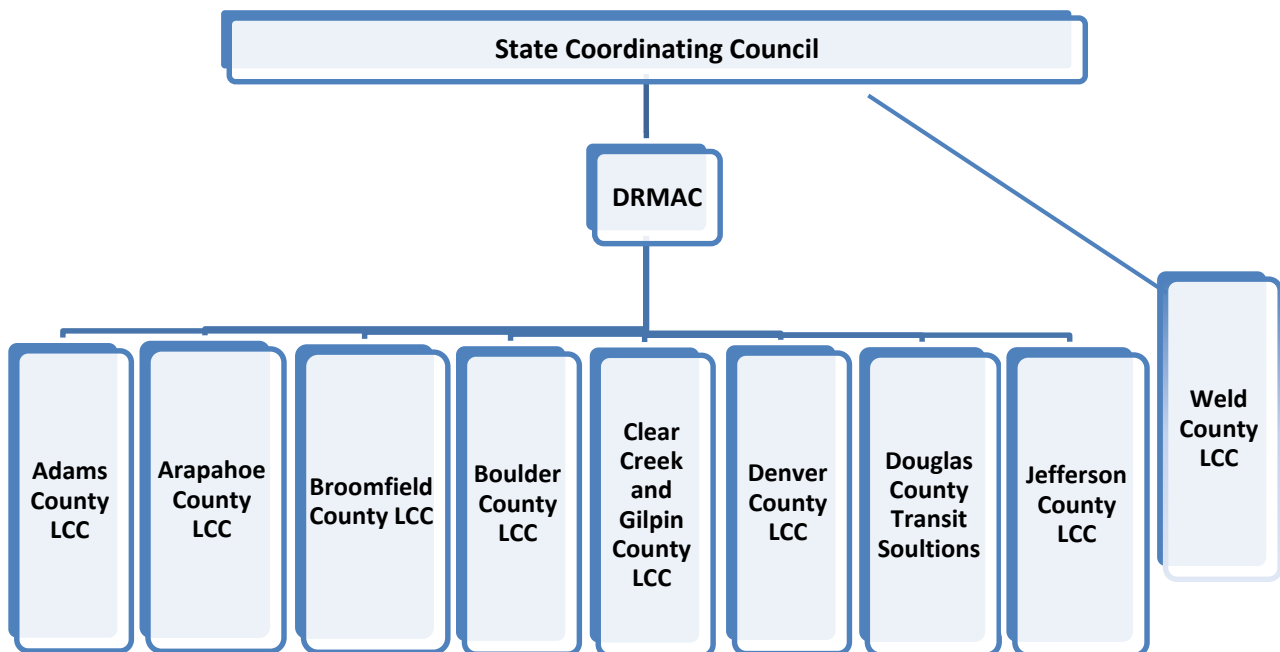 State Coordinating Council
DRMAC
Adams
County
LCC
Arapahoe
County
LCC
Broomfield
County LCC
Boulder
County
LCC
Clear
Creek
and
Gilpin
County
LCC
Denver
County
LCC
Douglas
County
Transit
Soultions
Jefferson
County
LCC
Weld
County
LCC